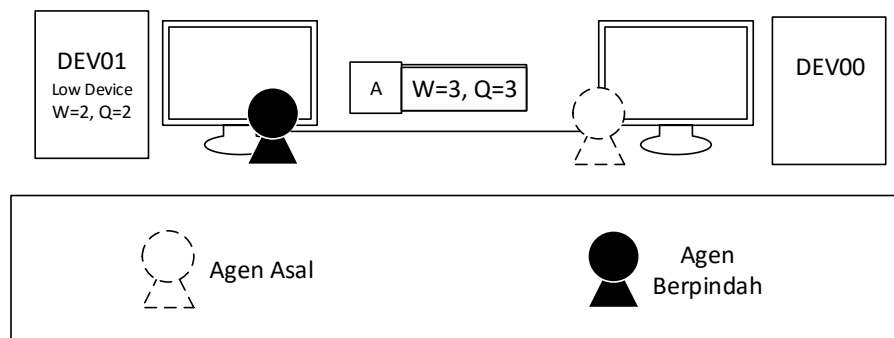 DEV01
Low Device
W=2, Q=2
A
W=3, Q=3
DEV00
Agen Asal
Agen
Berpindah